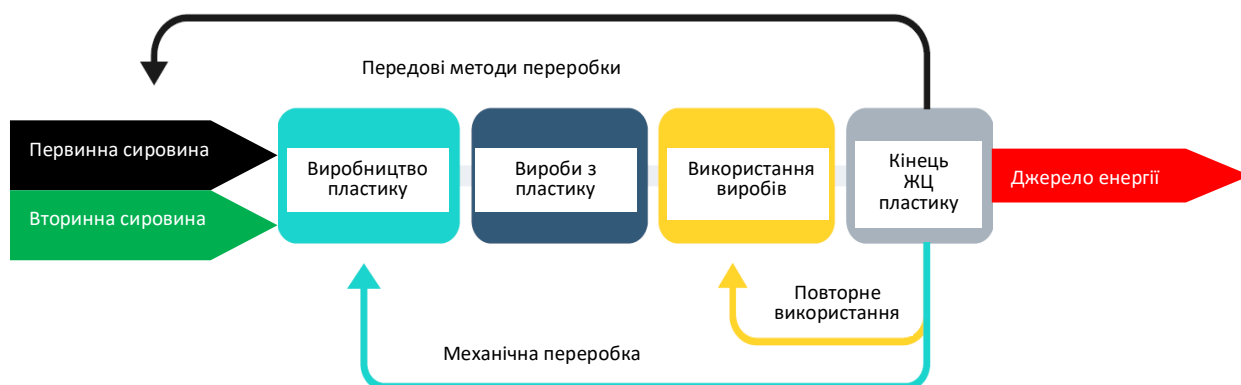 Передові методи переробки
Первинна сировина
Вторинна сировина
Виробництво
пластику
Вироби з
пластику
Використання
виробів
Кінець
ЖЦ
пластику
Джерело енергії
Повторне
використання
Механічна переробка